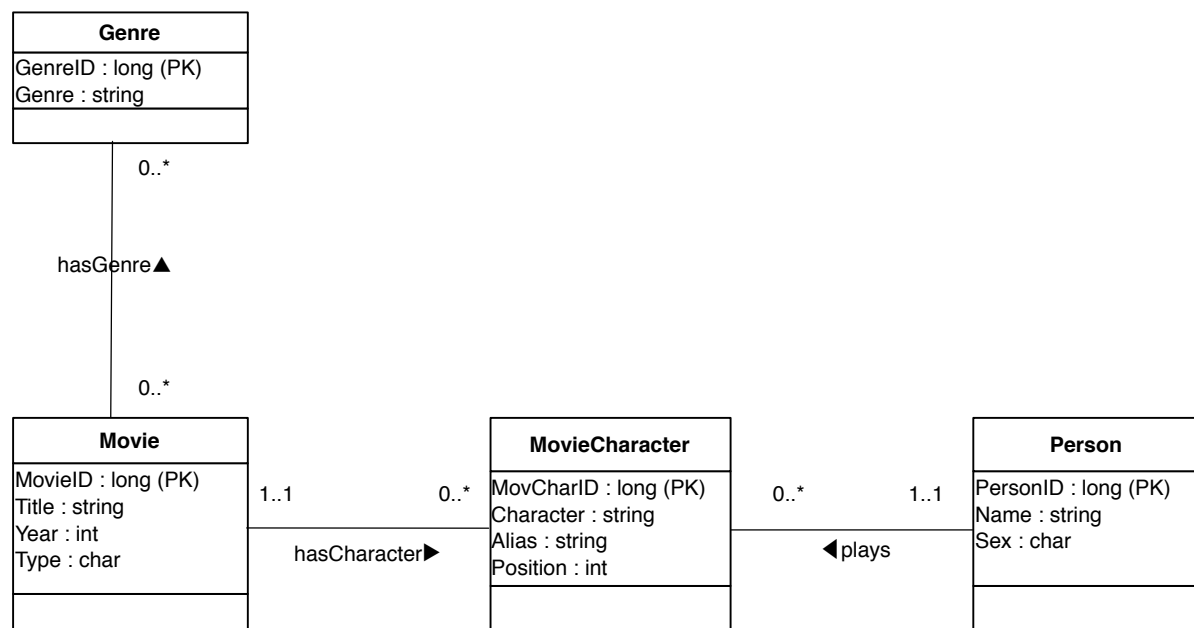 Genre
GenreID : long (PK)
Genre : string
0..*
hasGenre▲
0..*
Movie
MovieID : long (PK)
Title : string
Year : int
Type : char
1..1
0..*
hasCharacter▶
MovieCharacter
MovCharID : long (PK)
Character : string
Alias : string
Position : int
0..*
1..1
◀plays
Person
PersonID : long (PK)
Name : string
Sex : char